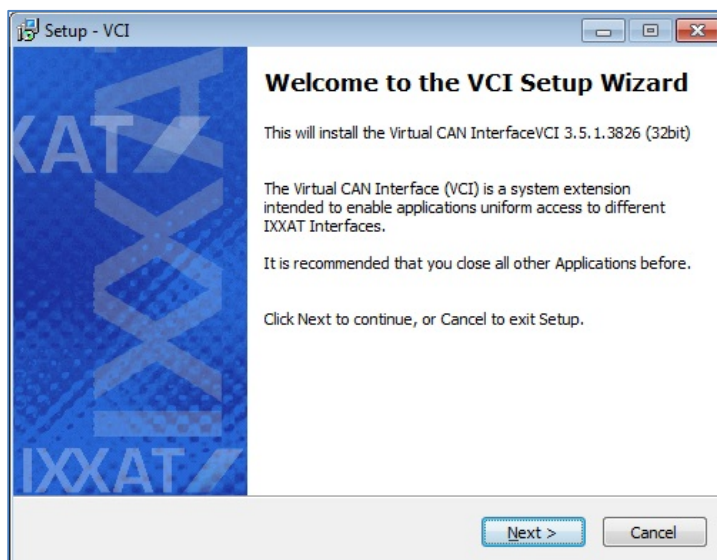 Setup - VCI
XAT
IXXA
IXXAT
Welcome to the VCI Setup Wizard
This will install the Virtual CAN InterfaceVCI 3.5.1.3826 (32bit)
The Virtual CAN Interface (VCI) is a system extension
intended to enable applications uniform access to different
IXXAT Interfaces.
It is recommended that you close all other Applications before.
Click Next to continue, or Cancel to exit Setup.
Next >
Cancel